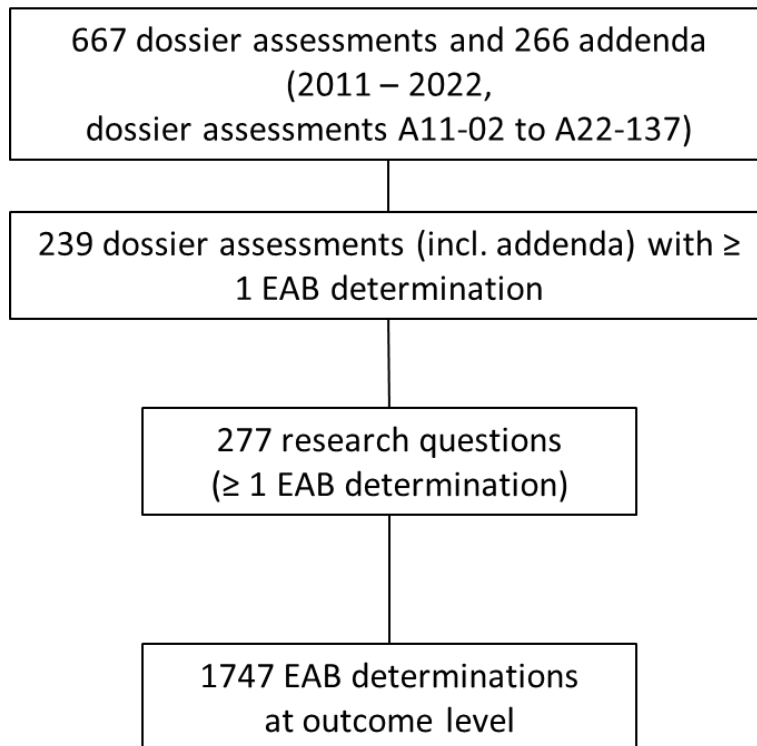 667 dossier assessments and 266 addenda
(2011 – 2022,
dossier assessments A11-02 to A22-137)
239 dossier assessments (incl. addenda) with ≥
1 EAB determination
277 research questions
(≥ 1 EAB determination)
1747 EAB determinations
at outcome level